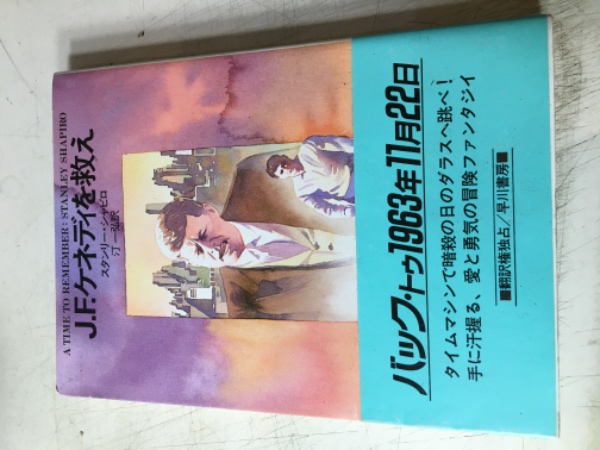 A TIME TO REMEMBER: STANLEY SHAPIRO
J.F.ケネディを救え
スタンリー・シャピロ
汀一弘訳
バック・トゥ1963年11月22日
タイムマシンで暗殺の日のダラスへ跳べ!
手に汗握る、愛と勇気の冒険ファンタジイ
■翻訳権独占/早川書房■